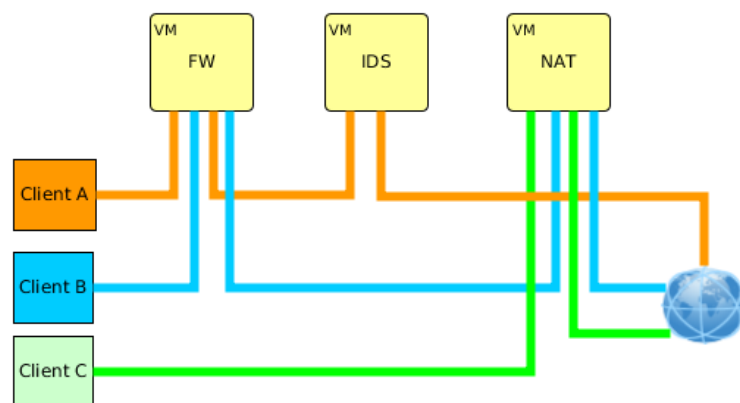 VM
FW
VM
IDS
VM
NAT
Client A
Client B
Client C